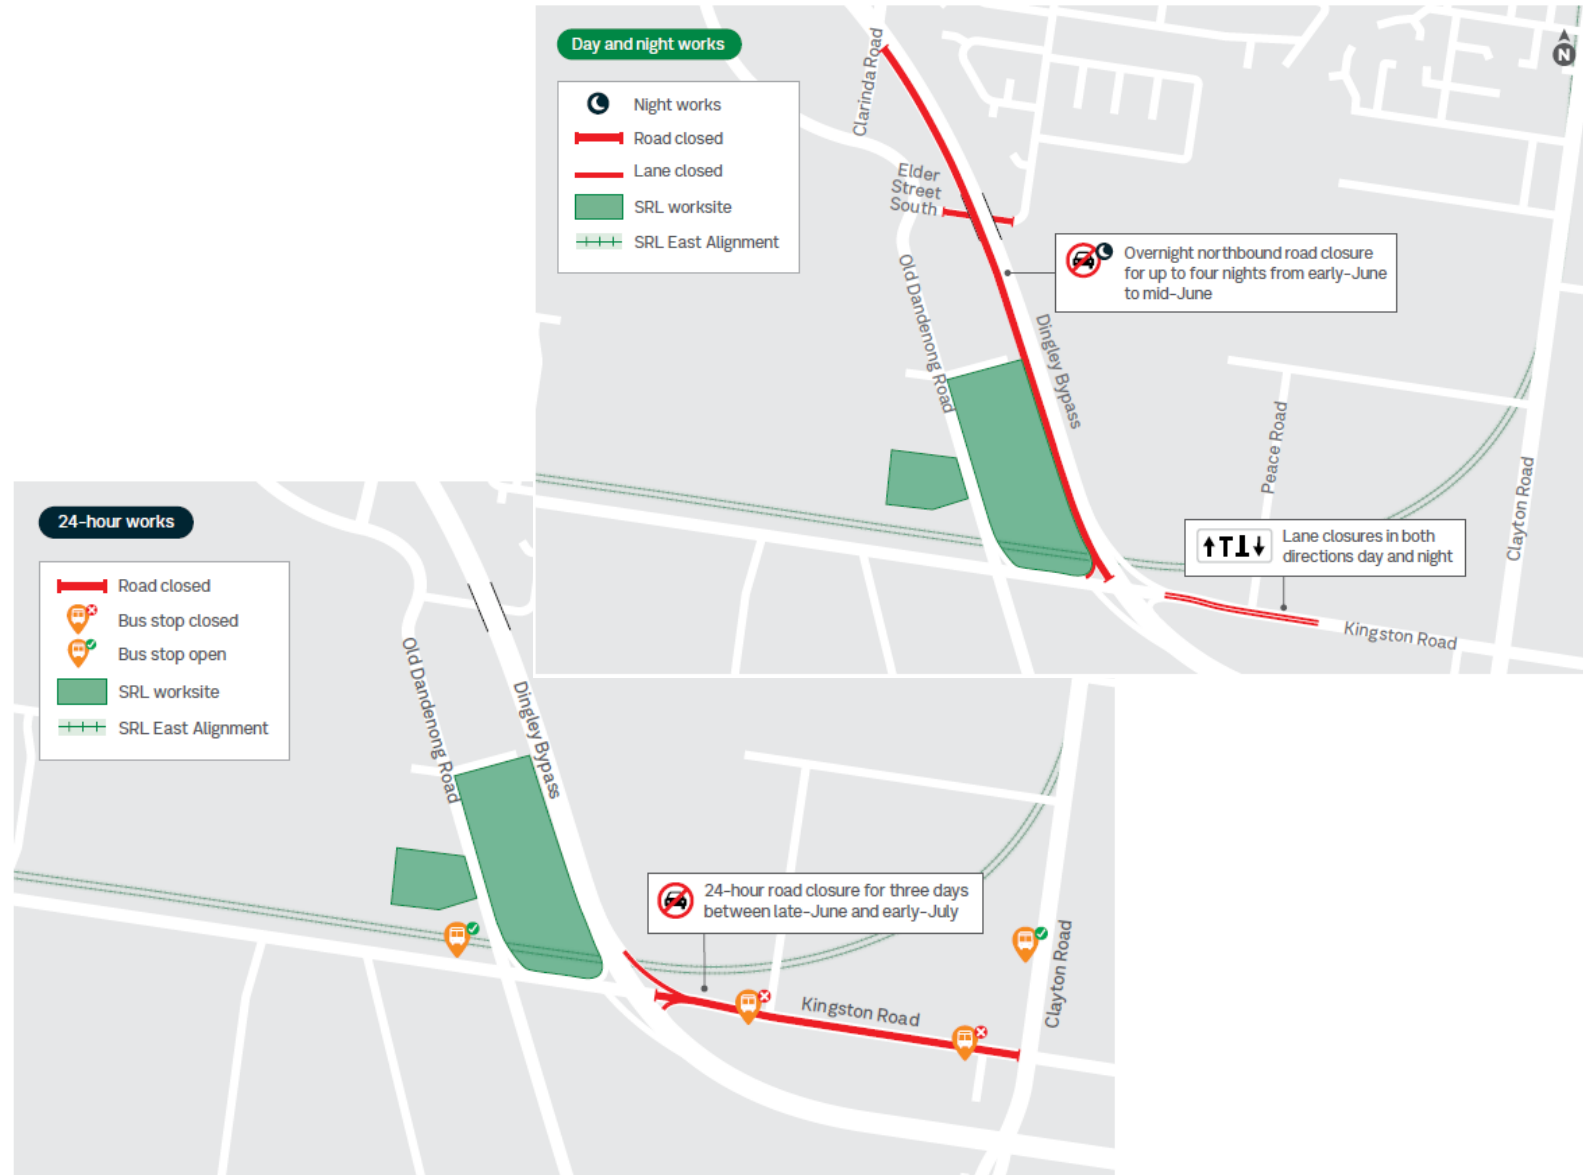 Day and night works
Night works
Road closed
Lane closed
SRL worksite
SRL East Alignment
N
Clarinda Road
Elder
Street
South
Old Dandenong Road
Dingley Bypass
Overnight northbound road closure
for up to four nights from early-June
to mid-June
Peace Road
Clayton Road
Lane closures in both
directions day and night
Kingston Road
24-hour works
Road closed
Bus stop closed
Bus stop open
SRL worksite
SRL East Alignment
Old Dandenong Road
Dingley Bypass
24-hour road closure for three days
between late-June and early-July
Kingston Road
Clayton Road